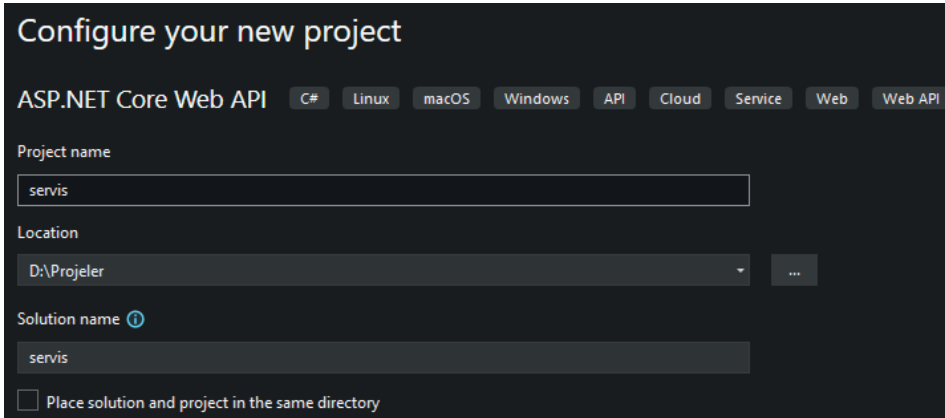 Configure your new project
ASP.NET Core Web API C# Linux macOS Windows API Cloud Service Web Web API
Project name
servis
Location
D:\Projeler
...
Solution name
servis
Place solution and project in the same directory